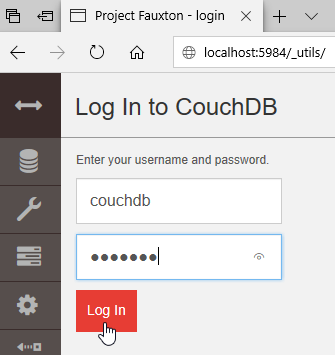 Project Fauxton - login
localhost:5984/_utils/
Log In to CouchDB
Enter your username and password.
couchdb
●●●●●●●
Log In